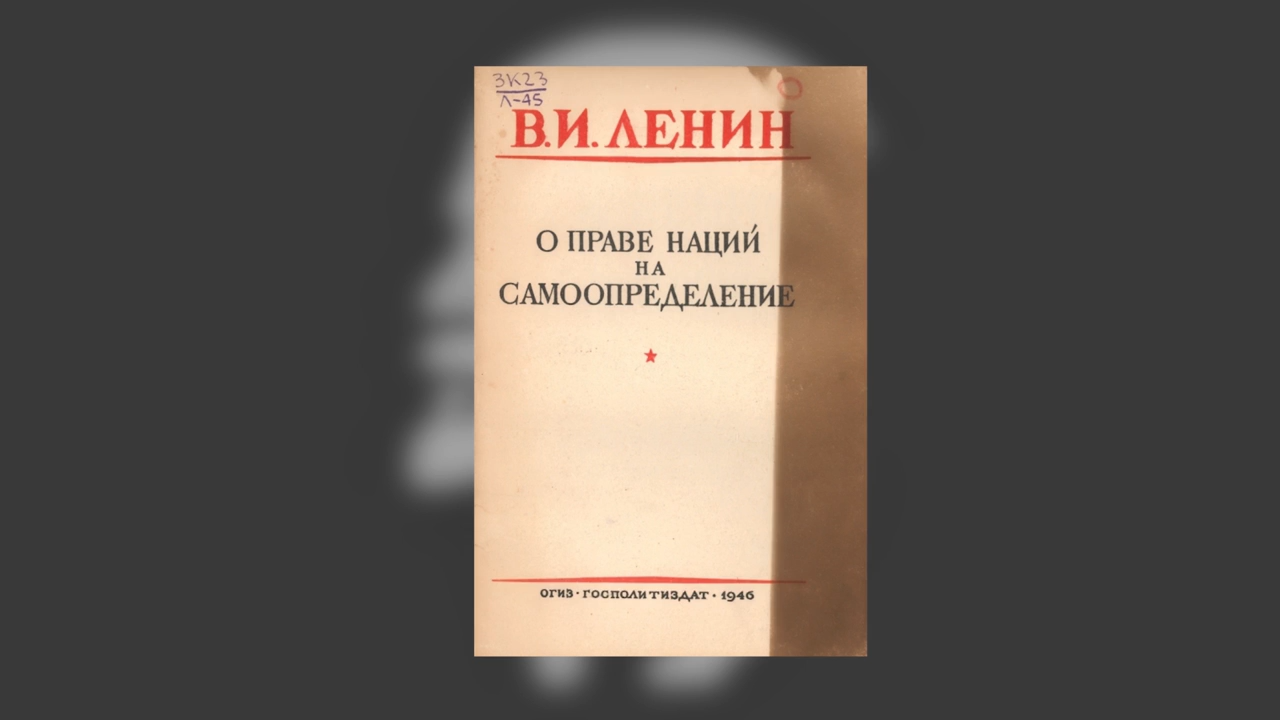 3К23
Л-45
В.И. ЛЕНИН
О ПРАВЕ НАЦИЙ
НА
САМООПРЕДЕЛЕНИЕ
ОГИЗ · ГОСПОЛИТИЗДАТ · 1946